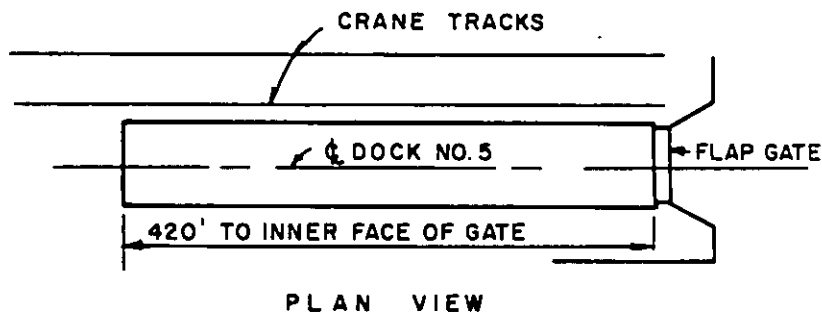 CRANE TRACKS
℄ DOCK NO. 5
FLAP GATE
420' TO INNER FACE OF GATE
PLAN VIEW